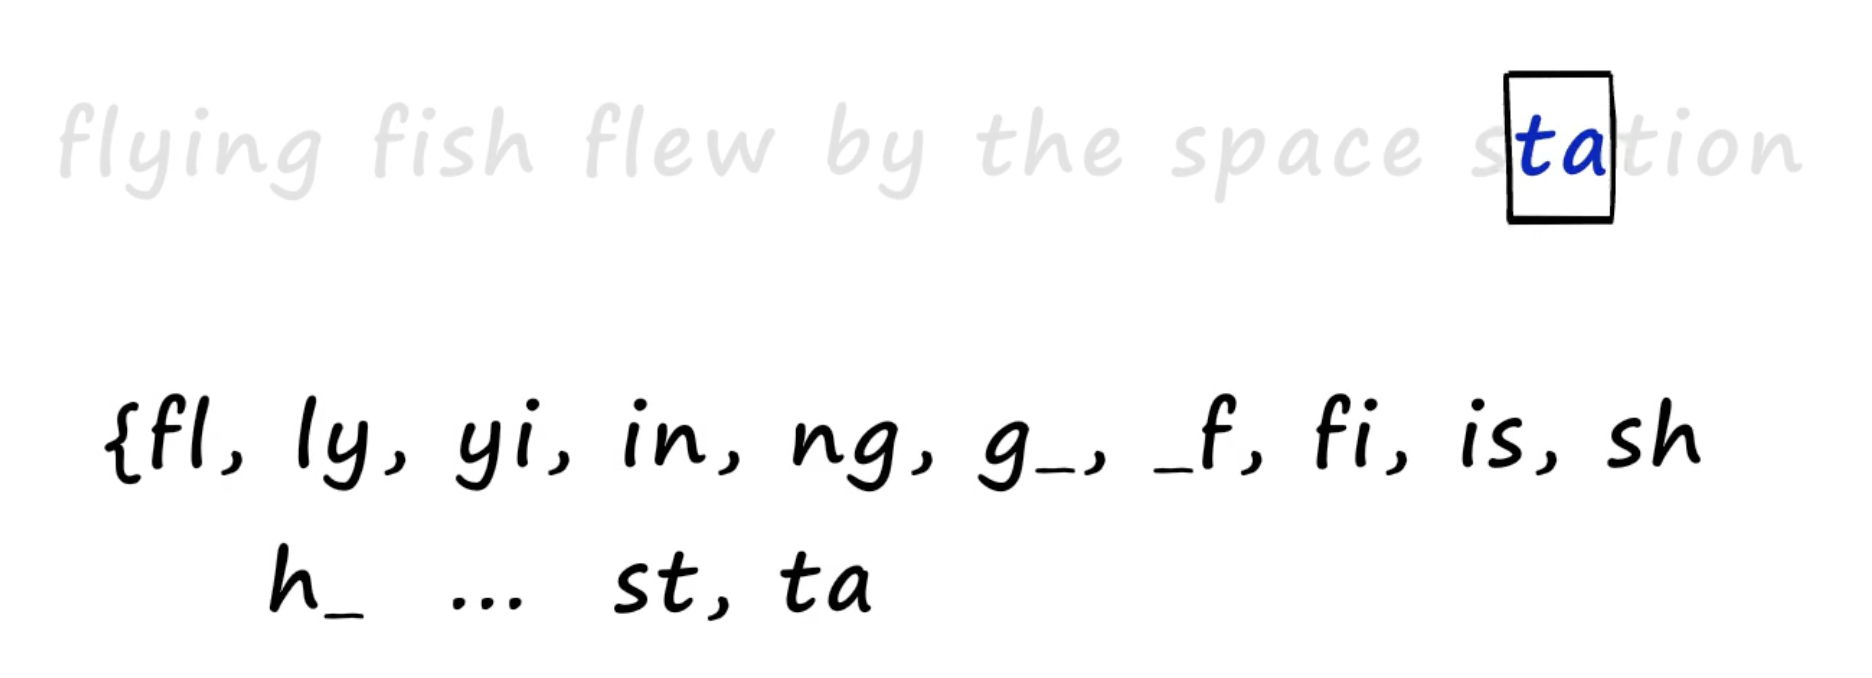 flying fish flew by the space station
{fl, ly, yi, in, ng, g_, _f, fi, is, sh
h_ ... st, ta